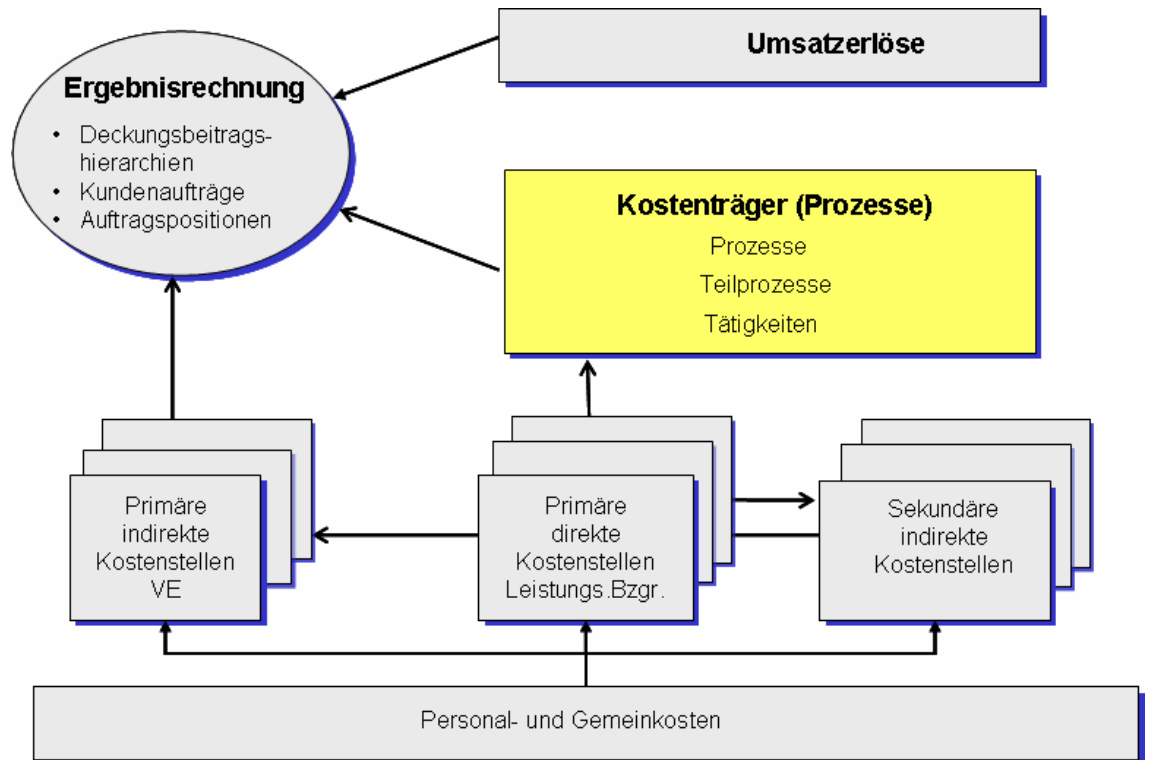 Umsatzerlöse
Ergebnisrechnung
• Deckungsbeitrags-
hierarchien
• Kundenaufträge
• Auftragspositionen
Kostenträger (Prozesse)
Prozesse
Teilprozesse
Tätigkeiten
Primäre
indirekte
Kostenstellen
VE
Primäre
direkte
Kostenstellen
Leistungs.Bzgr.
Sekundäre
indirekte
Kostenstellen
Personal- und Gemeinkosten